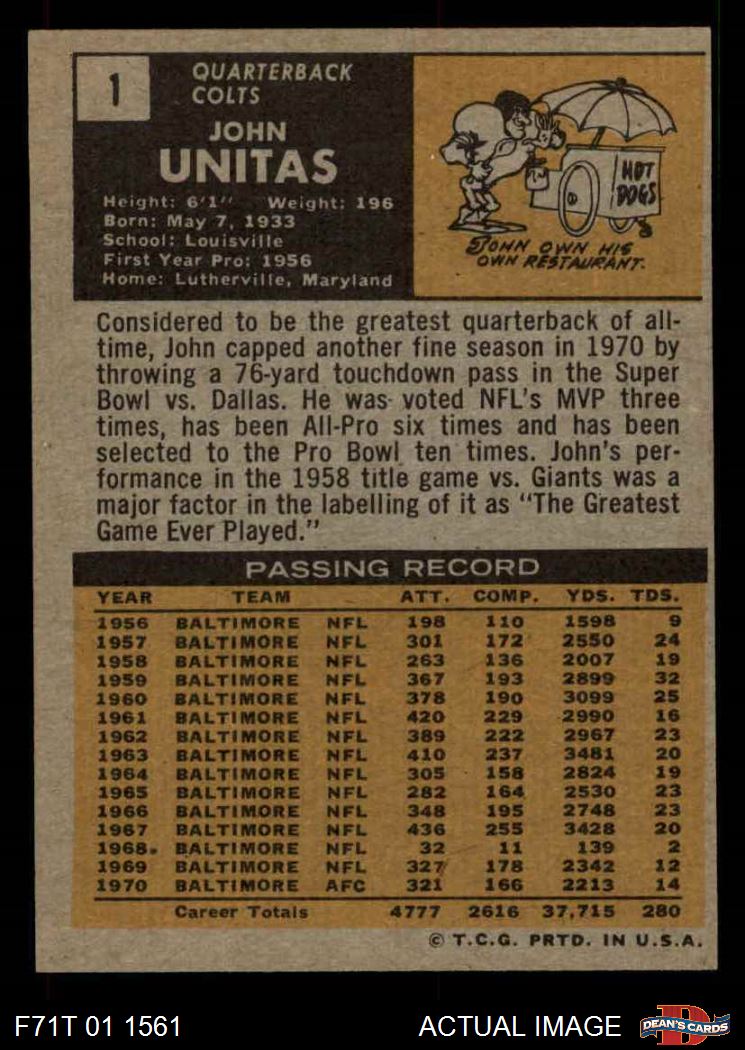 1
QUARTERBACK
COLTS
JOHN
UNITAS
Height: 6'1" Weight: 196
Born: May 7, 1933
School: Louisville
First Year Pro: 1956
Home: Lutherville, Maryland
HOT
DOGS
JOHN OWN HIS
OWN RESTAURANT.
Considered to be the greatest quarterback of all-
time, John capped another fine season in 1970 by
throwing a 76-yard touchdown pass in the Super
Bowl vs. Dallas. He was voted NFL's MVP three
times, has been All-Pro six times and has been
selected to the Pro Bowl ten times. John's per-
formance in the 1958 title game vs. Giants was a
major factor in the labelling of it as "The Greatest
Game Ever Played."
PASSING RECORD
YEAR TEAM ATT. COMP. YDS. TDS.
1956 BALTIMORE NFL 198 110 1598 9
1957 BALTIMORE NFL 301 172 2550 24
1958 BALTIMORE NFL 263 136 2007 19
1959 BALTIMORE NFL 367 193 2899 32
1960 BALTIMORE NFL 378 190 3099 25
1961 BALTIMORE NFL 420 229 2990 16
1962 BALTIMORE NFL 389 222 2967 23
1963 BALTIMORE NFL 410 237 3481 20
1964 BALTIMORE NFL 305 158 2824 19
1965 BALTIMORE NFL 282 164 2530 23
1966 BALTIMORE NFL 348 195 2748 23
1967 BALTIMORE NFL 436 255 3428 20
1968 BALTIMORE NFL 32 11 139 2
1969 BALTIMORE NFL 327 178 2342 12
1970 BALTIMORE AFC 321 166 2213 14
Career Totals 4777 2616 37,715 280
© T.C.G. PRTD. IN U.S.A.
F71T 01 1561 ACTUAL IMAGE DEAN'S CARDS